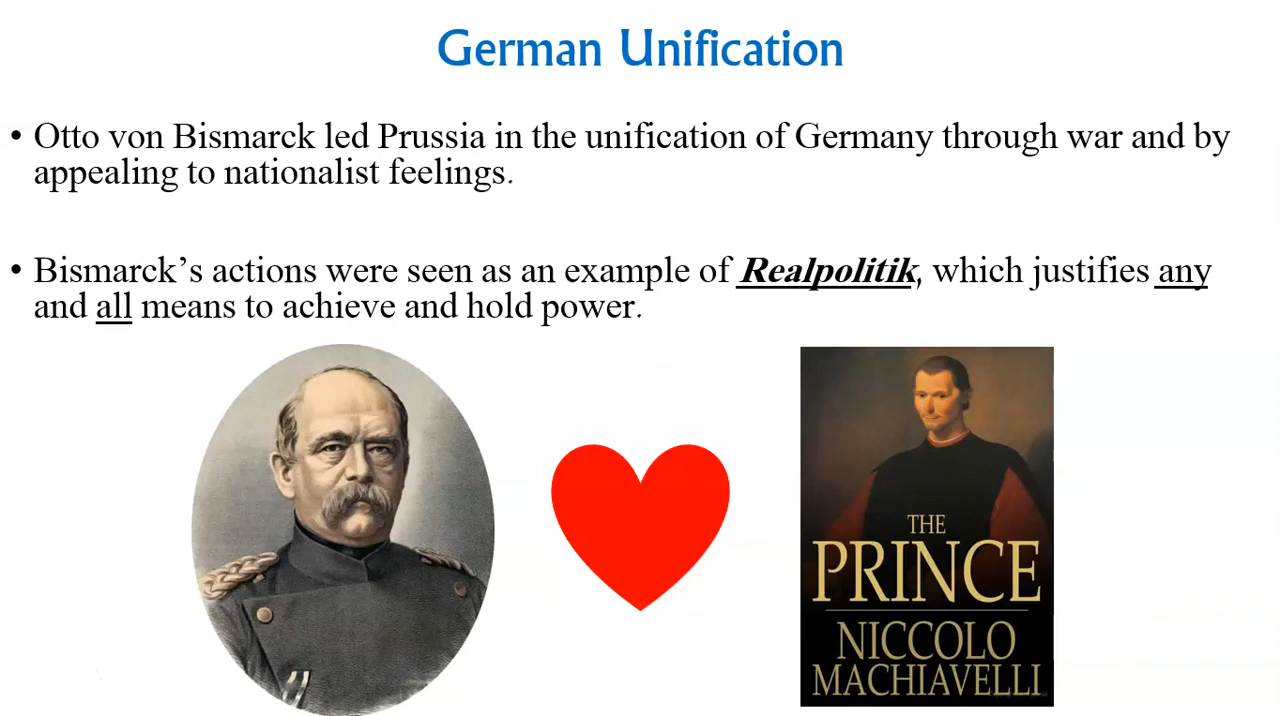 German Unification
• Otto von Bismarck led Prussia in the unification of Germany through war and by
appealing to nationalist feelings.
• Bismarck’s actions were seen as an example of Realpolitik, which justifies any
and all means to achieve and hold power.
THE
PRINCE
NICCOLO
MACHIAVELLI